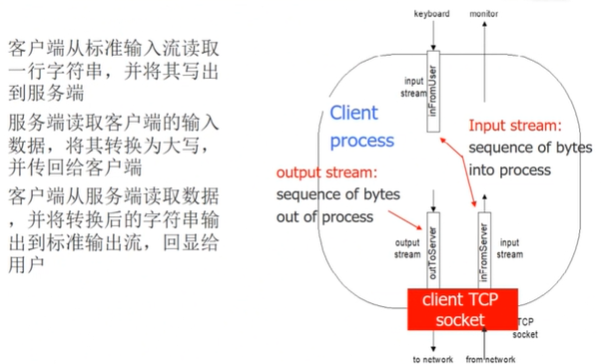 客户端从标准输入流读取
一行字符串，并将其写出
到服务端
服务端读取客户端的输入
数据，将其转换为大写，
并传回给客户端
客户端从服务端读取数据
，并将转换后的字符串输
出到标准输出流，回显给
用户
keyboard
monitor
input
stream
inFromUser
Client
process
Input stream:
sequence of bytes
into process
output stream:
sequence of bytes
out of process
output
stream
outToServer
inFromServer
input
stream
client TCP
socket
TCP
socket
to network
from network